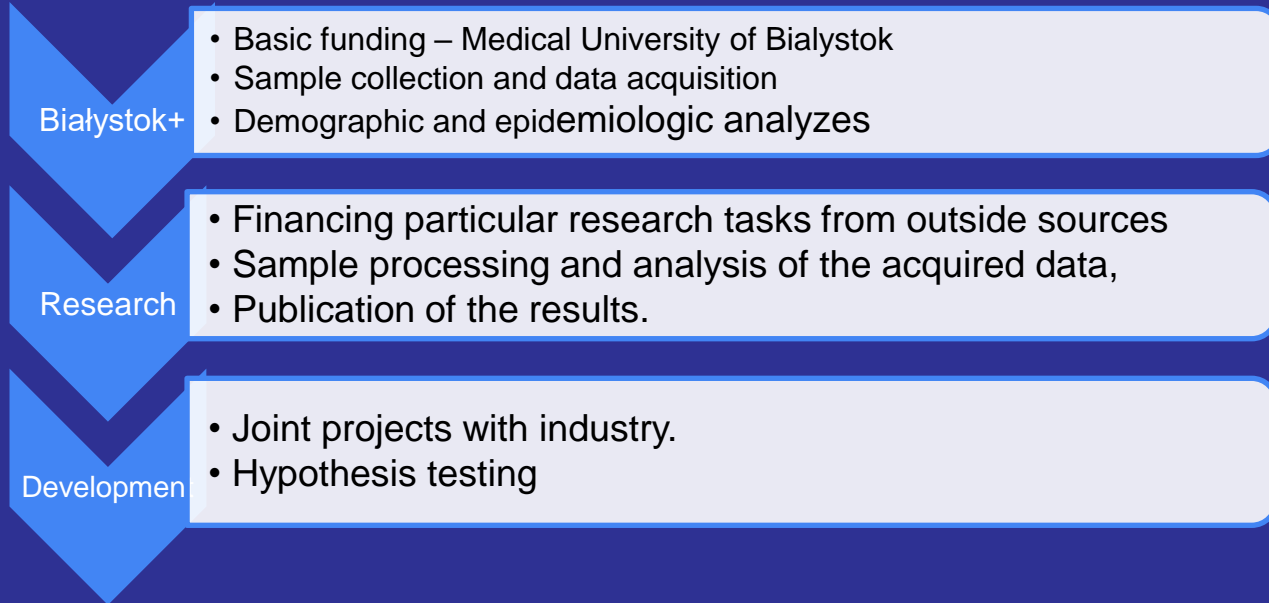 Białystok+
• Basic funding – Medical University of Bialystok
• Sample collection and data acquisition
• Demographic and epidemiologic analyzes
Research
• Financing particular research tasks from outside sources
• Sample processing and analysis of the acquired data,
• Publication of the results.
Development
• Joint projects with industry.
• Hypothesis testing